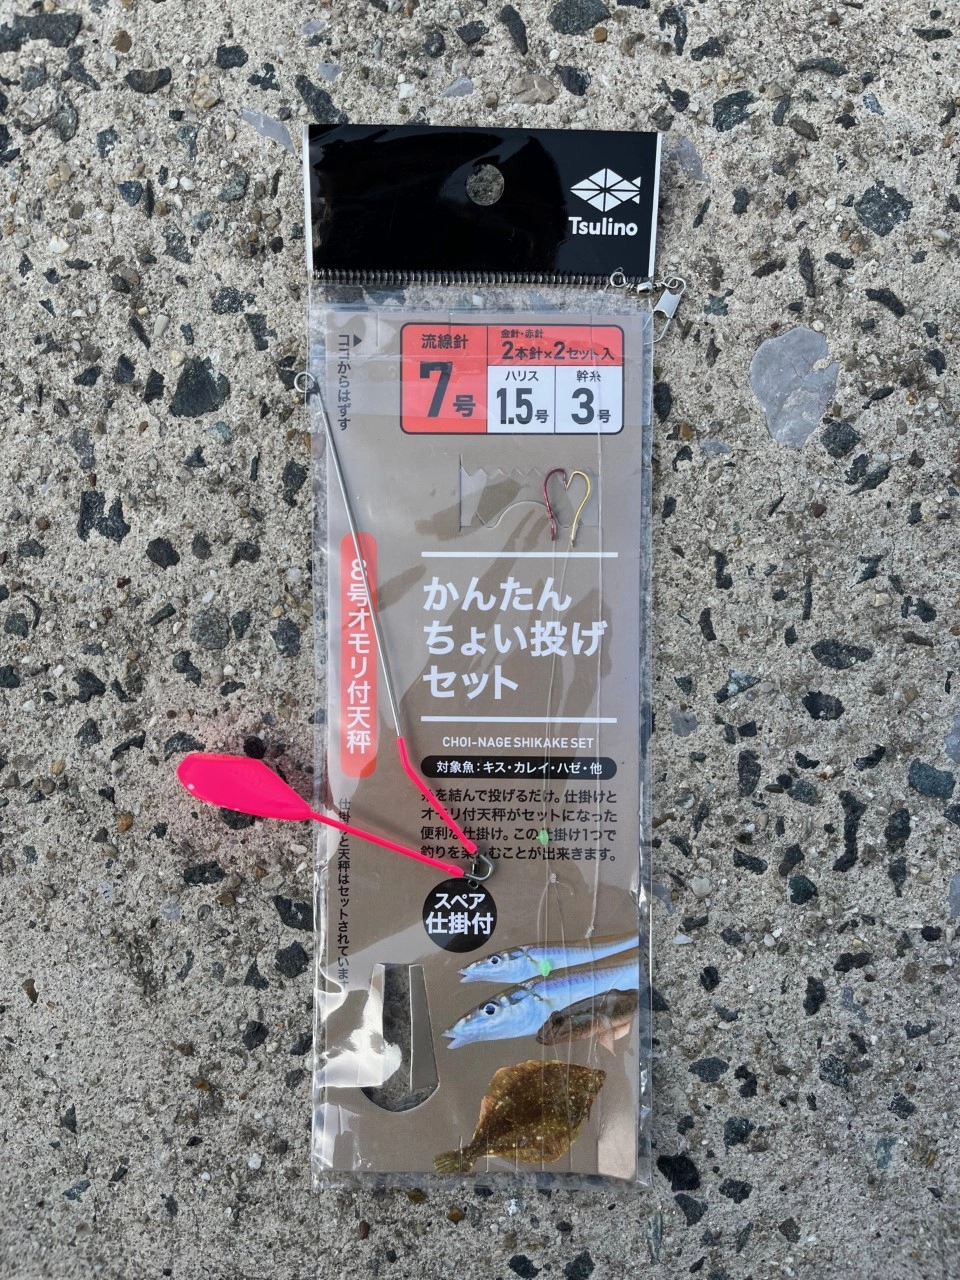 Tsulino
ココからはずす
流線針
7号
金針・赤針
2本針×2セット入
ハリス
1.5号
幹糸
3号
8号オモリ付天秤
かんたん
ちょい投げ
セット
CHOI-NAGE SHIKAKE SET
対象魚：キス・カレイ・ハゼ・他
糸を結んで投げるだけ。仕掛けと
オモリ付天秤がセットになった
便利な仕掛け。この仕掛け1つで
釣りを楽しむことが出来ます。
仕掛けと天秤はセットされていま
スペア
仕掛付